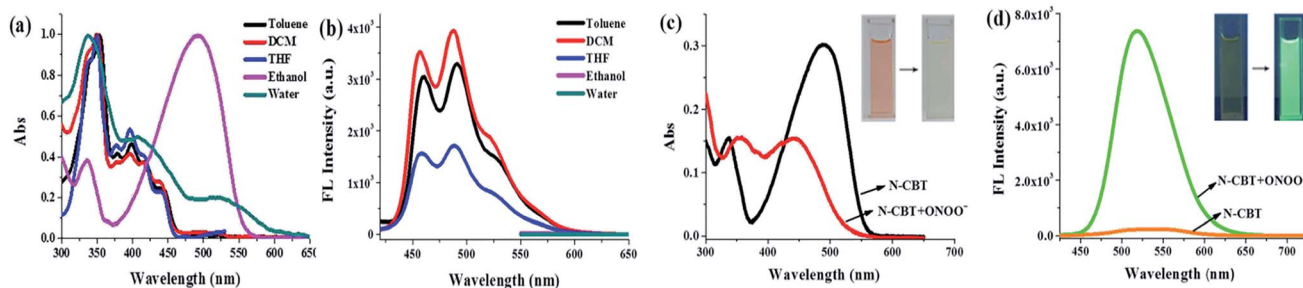 (a)
Toluene
DCM
THF
Ethanol
Water
Abs
1.0
0.8
0.6
0.4
0.2
0.0
300 350 400 450 500 550 600 650
Wavelength (nm)
(b)
Toluene
DCM
THF
Ethanol
Water
FL Intensity (a.u.)
4x10³
3x10³
2x10³
1x10³
0
450 500 550 600 650
Wavelength (nm)
(c)
Abs
0.3
0.2
0.1
0.0
N-CBT
N-CBT+ONOO⁻
300 400 500 600 700
Wavelength (nm)
(d)
FL Intensity (a.u.)
8.0x10³
6.0x10³
4.0x10³
2.0x10³
0.0
N-CBT+ONOO
N-CBT
450 500 550 600 650 700
Wavelength (nm)